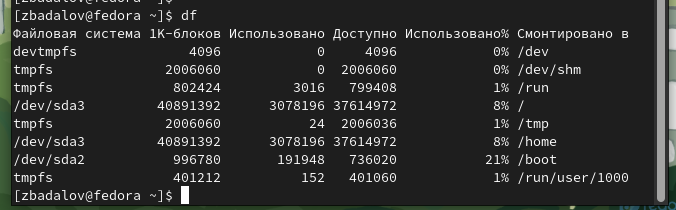 [zbadalov@fedora ~]$ df
Файловая система 1K-блоков Использовано Доступно Использовано% Смонтировано в
devtmpfs 4096 0 4096 0% /dev
tmpfs 2006060 0 2006060 0% /dev/shm
tmpfs 802424 3016 799408 1% /run
/dev/sda3 40891392 3078196 37614972 8% /
tmpfs 2006060 24 2006036 1% /tmp
/dev/sda3 40891392 3078196 37614972 8% /home
/dev/sda2 996780 191948 736020 21% /boot
tmpfs 401212 152 401060 1% /run/user/1000
[zbadalov@fedora ~]$